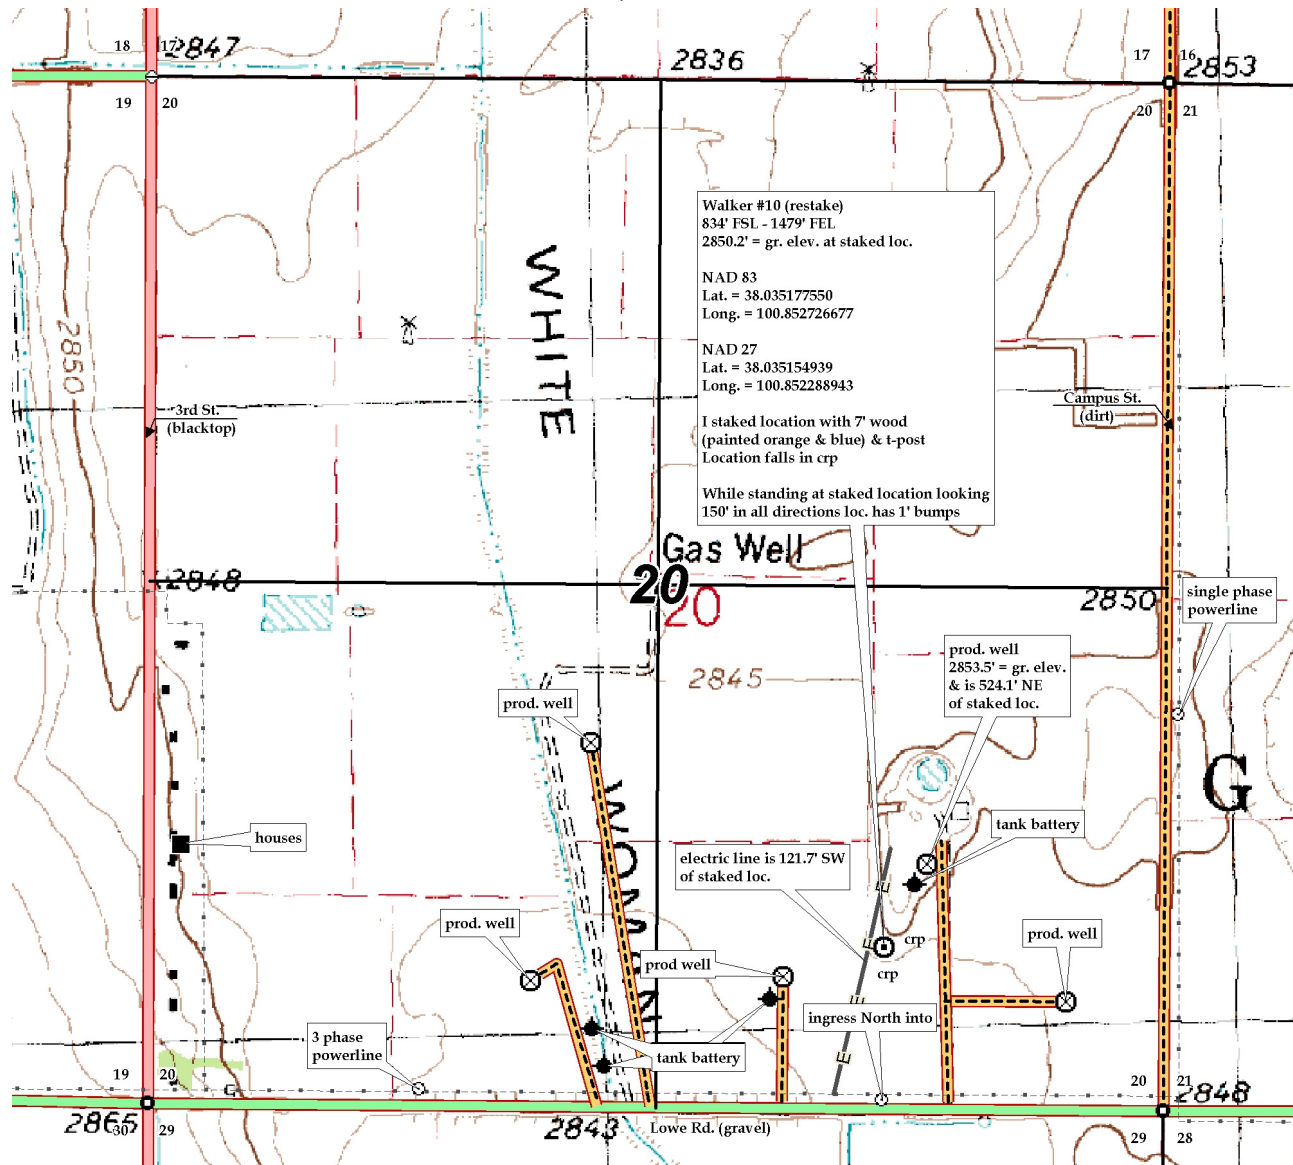 18
17
2847
2836
17
16
2853
19
20
20
21
Walker #10 (restake)
834' FSL - 1479' FEL
2850.2' = gr. elev. at staked loc.
NAD 83
Lat. = 38.035177550
Long. = 100.852726677
NAD 27
Lat. = 38.035154939
Long. = 100.852288943
I staked location with 7' wood
(painted orange & blue) & t-post
Location falls in crp
While standing at staked location looking
150' in all directions loc. has 1' bumps
WHITE
2850
3rd St.
(blacktop)
Campus St.
(dirt)
Gas Well
20
20
2848
2850
single phase
powerline
prod. well
2853.5' = gr. elev.
& is 524.1' NE
of staked loc.
2845
prod. well
G
houses
tank battery
electric line is 121.7' SW
of staked loc.
E
E
E
E
crp
crp
prod. well
prod well
prod. well
ingress North into
3 phase
powerline
tank battery
19
20
20
21
2865
2843
2848
Lowe Rd. (gravel)
30
29
29
28